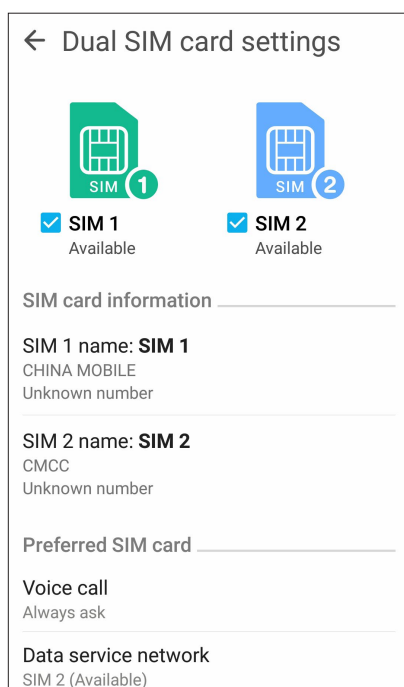 Dual SIM card settings
SIM 1
SIM 2
SIM 1
SIM 2
Available
Available
SIM card information
SIM 1 name: SIM 1
CHINA MOBILE
Unknown number
SIM 2 name: SIM 2
CMCC
Unknown number
Preferred SIM card
Voice call
Always ask
Data service network
SIM 2 (Available)